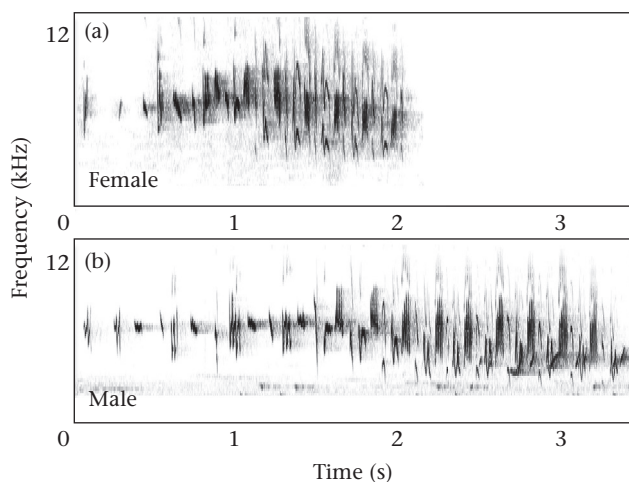 Frequency (kHz)
12
(a)
Female
0 1 2 3
12
(b)
Male
0 1 2 3
Time (s)